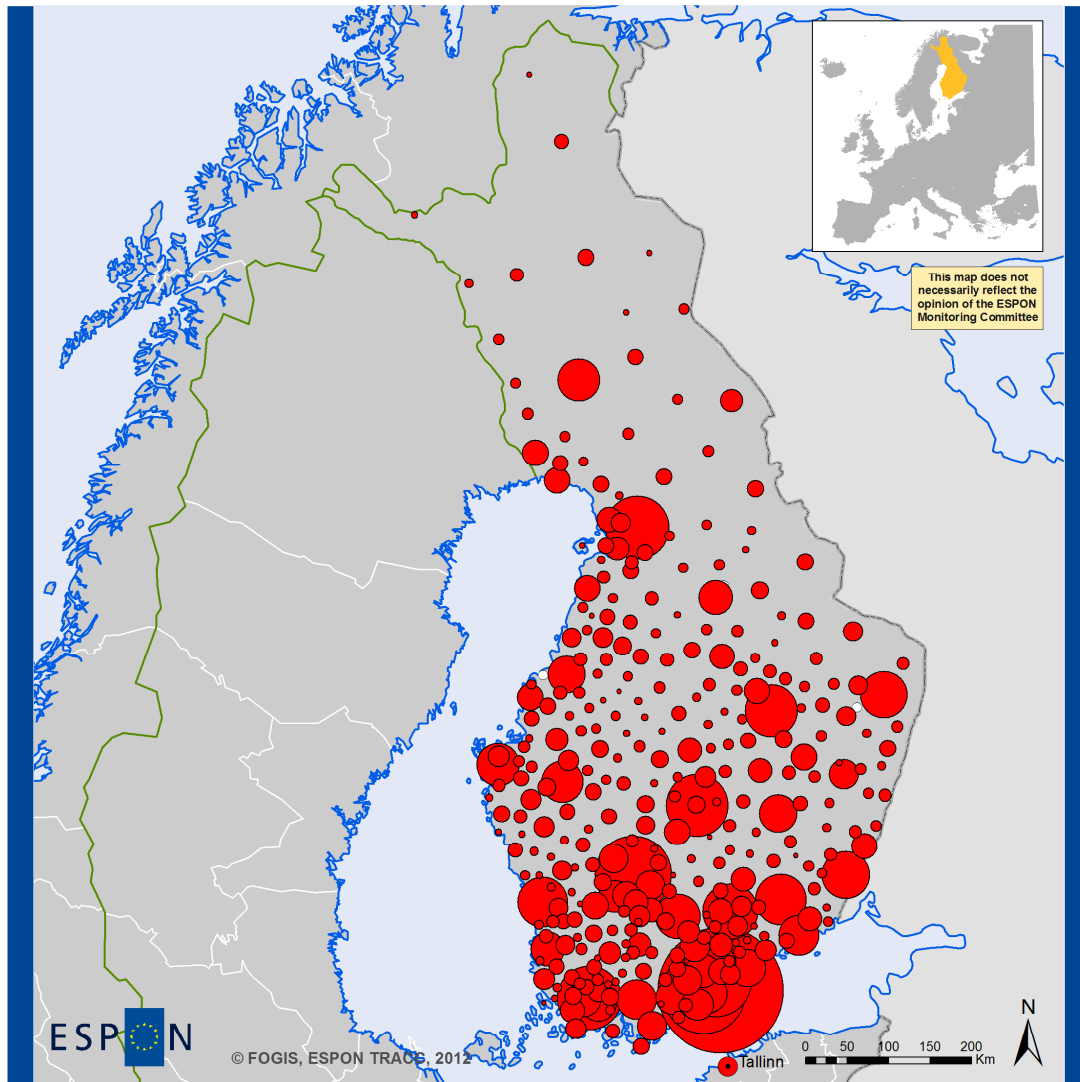 This map does not
necessarily reflect the
opinion of the ESPON
Monitoring Committee
ESPON
© FOGIS, ESPON TRACC, 2012
Tallinn
N
0 50 100 150 200
Km